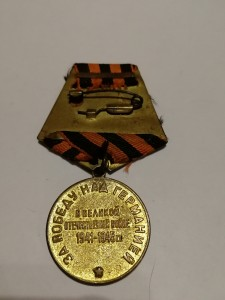 ЗА ПОБЕДУ НАД ГЕРМАНИЕЙ
В ВЕЛИКОЙ
ОТЕЧЕСТВЕННОЙ ВОЙНЕ
1941–1945 гг